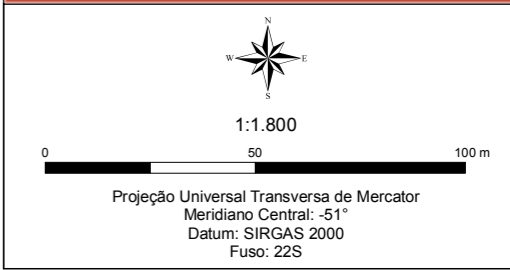 N
W E
S
1:1.800
0 50 100 m
Projeção Universal Transversa de Mercator
Meridiano Central: -51°
Datum: SIRGAS 2000
Fuso: 22S